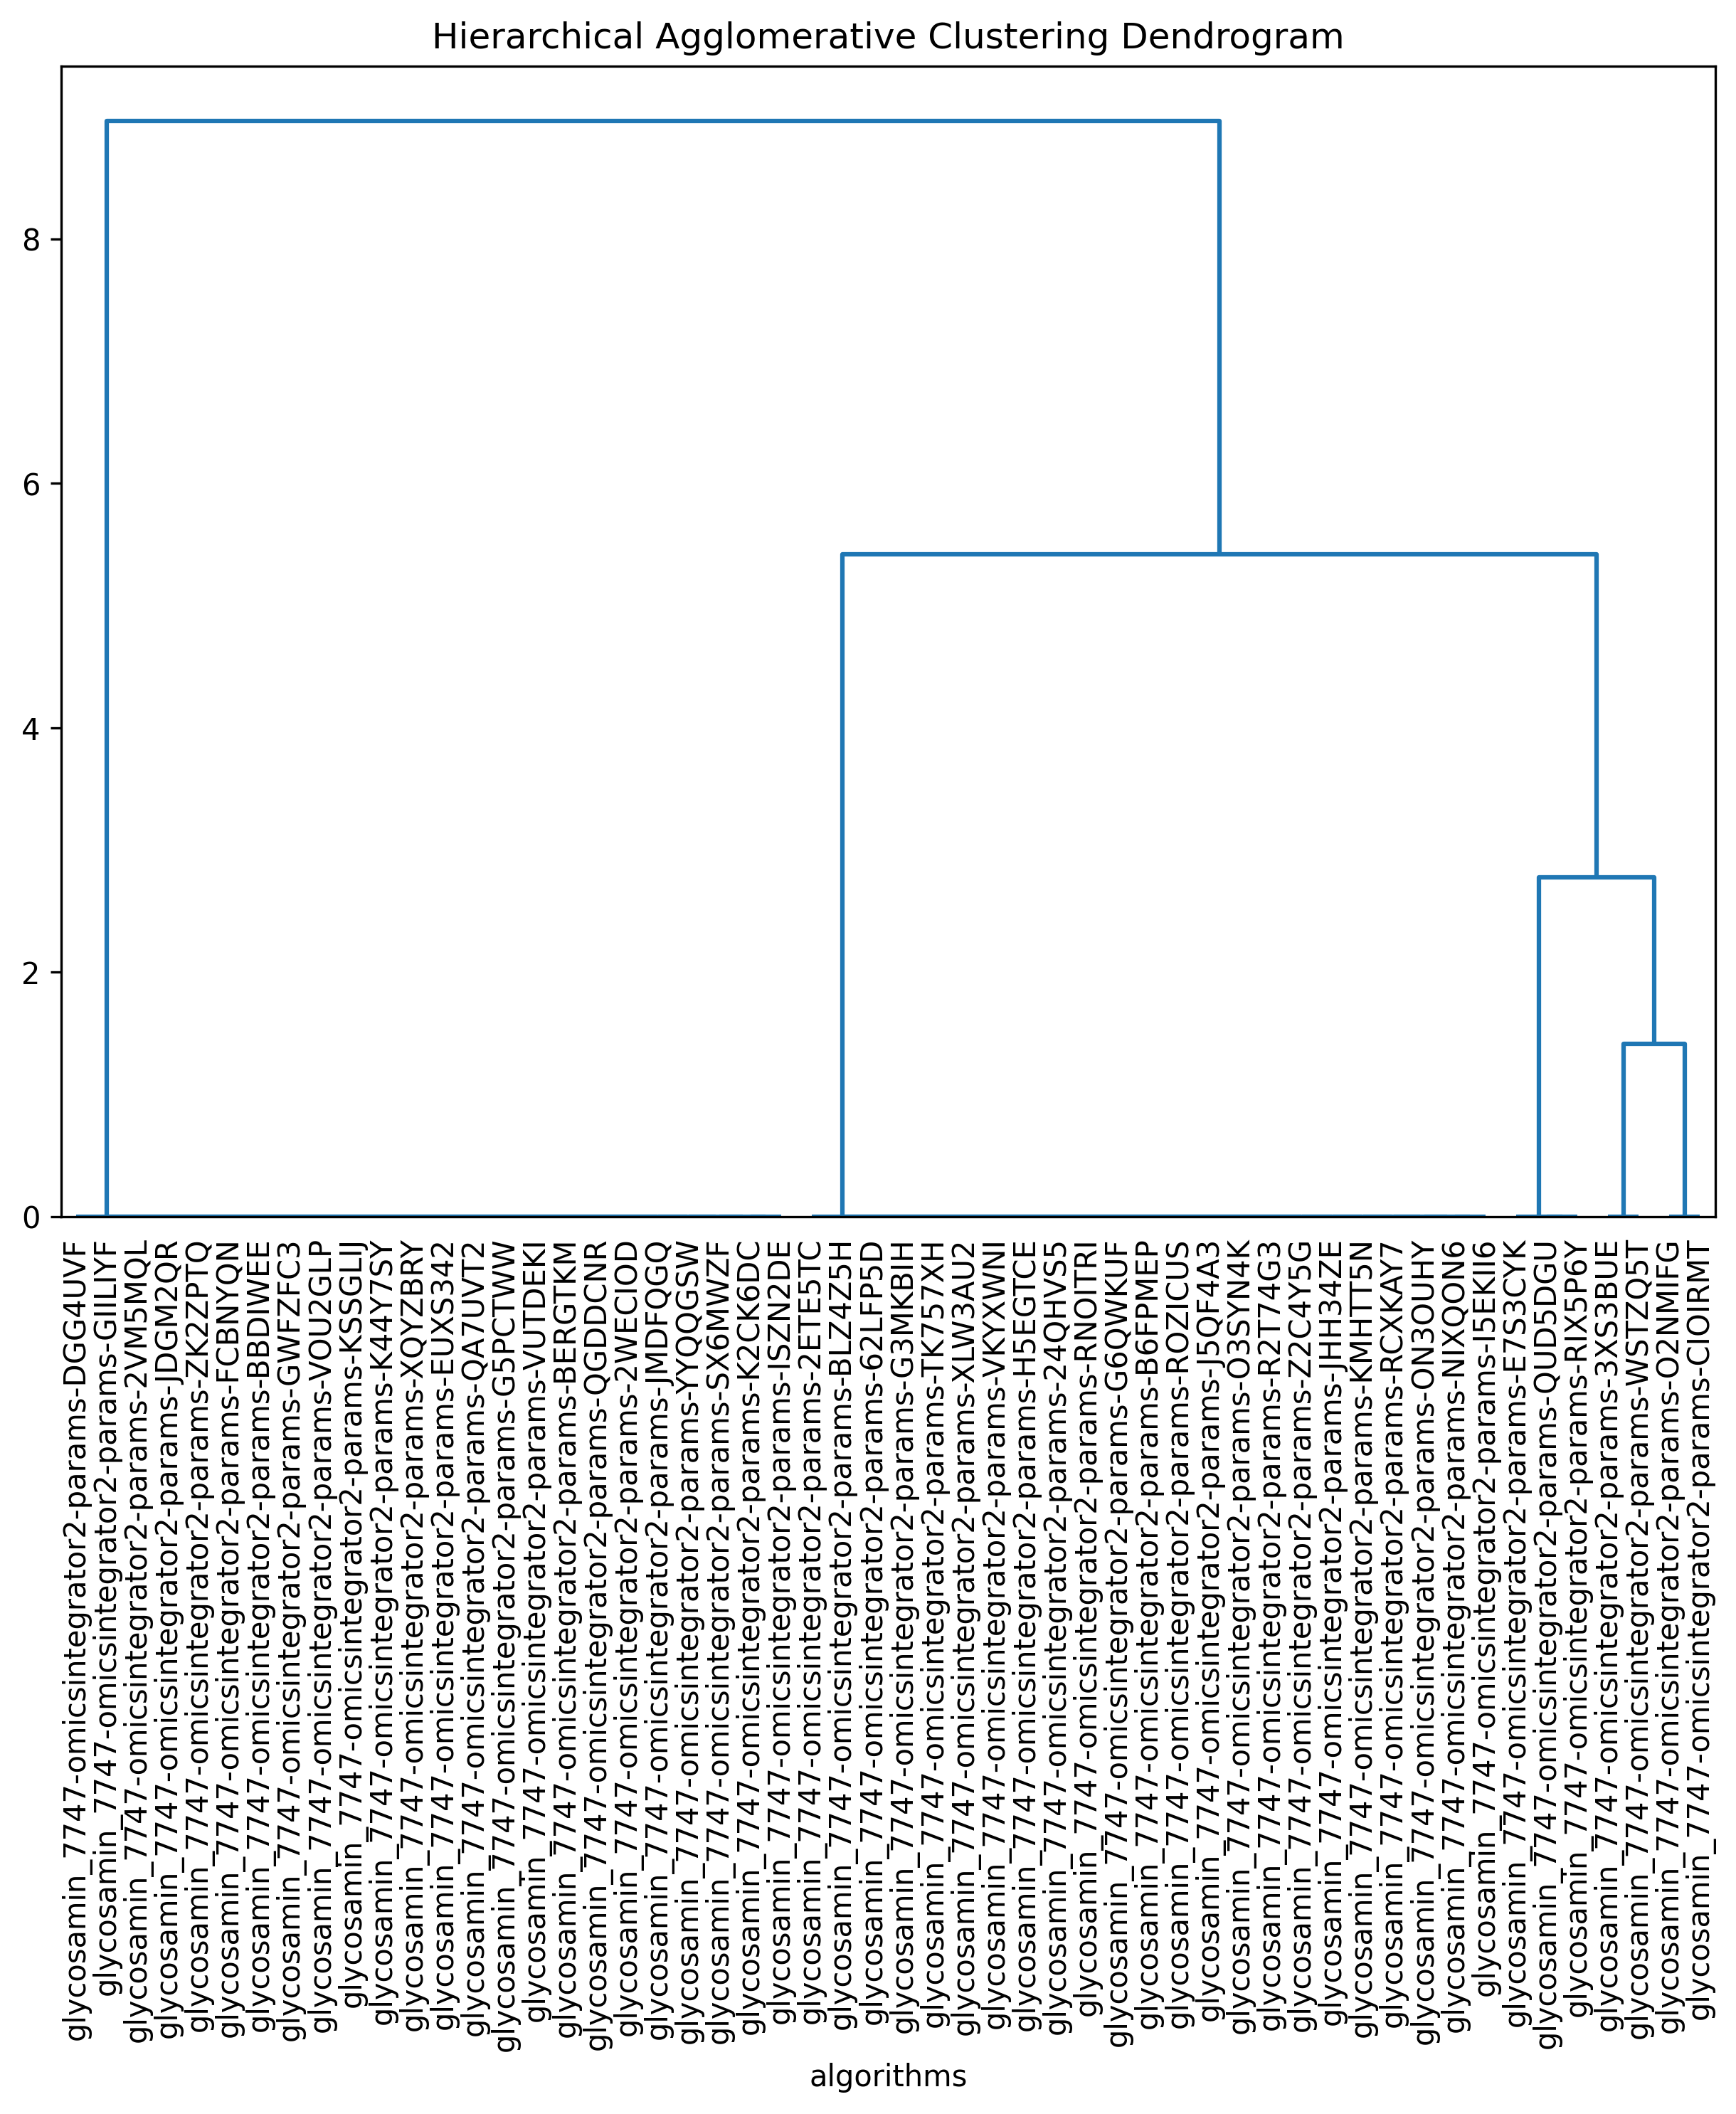 Hierarchical Agglomerative Clustering Dendrogram
8
6
4
2
0
glycosamin_7747-omicsintegrator2-params-DGG4UVF
glycosamin_7747-omicsintegrator2-params-GIILIYF
glycosamin_7747-omicsintegrator2-params-2VM5MQL
glycosamin_7747-omicsintegrator2-params-JDGM2QR
glycosamin_7747-omicsintegrator2-params-ZK2ZPTQ
glycosamin_7747-omicsintegrator2-params-FCBNYQN
glycosamin_7747-omicsintegrator2-params-BBDIWEE
glycosamin_7747-omicsintegrator2-params-GWFZFC3
glycosamin_7747-omicsintegrator2-params-VOU2GLP
glycosamin_7747-omicsintegrator2-params-KSSGLIJ
glycosamin_7747-omicsintegrator2-params-K44Y7SY
glycosamin_7747-omicsintegrator2-params-XQYZBRY
glycosamin_7747-omicsintegrator2-params-EUXS342
glycosamin_7747-omicsintegrator2-params-QA7UVT2
glycosamin_7747-omicsintegrator2-params-G5PCTWW
glycosamin_7747-omicsintegrator2-params-VUTDEKI
glycosamin_7747-omicsintegrator2-params-BERGTKM
glycosamin_7747-omicsintegrator2-params-QGDDCNR
glycosamin_7747-omicsintegrator2-params-2WECIOD
glycosamin_7747-omicsintegrator2-params-JMDFQGQ
glycosamin_7747-omicsintegrator2-params-YYQQGSW
glycosamin_7747-omicsintegrator2-params-SX6MWZF
glycosamin_7747-omicsintegrator2-params-K2CK6DC
glycosamin_7747-omicsintegrator2-params-ISZN2DE
glycosamin_7747-omicsintegrator2-params-2ETE5TC
glycosamin_7747-omicsintegrator2-params-BLZ4Z5H
glycosamin_7747-omicsintegrator2-params-62LFP5D
glycosamin_7747-omicsintegrator2-params-G3MKBIH
glycosamin_7747-omicsintegrator2-params-TK757XH
glycosamin_7747-omicsintegrator2-params-XLW3AU2
glycosamin_7747-omicsintegrator2-params-VKYXWNI
glycosamin_7747-omicsintegrator2-params-H5EGTCE
glycosamin_7747-omicsintegrator2-params-24QHVS5
glycosamin_7747-omicsintegrator2-params-RNOITRI
glycosamin_7747-omicsintegrator2-params-G6QWKUF
glycosamin_7747-omicsintegrator2-params-B6FPMEP
glycosamin_7747-omicsintegrator2-params-ROZICUS
glycosamin_7747-omicsintegrator2-params-J5QF4A3
glycosamin_7747-omicsintegrator2-params-O3SYN4K
glycosamin_7747-omicsintegrator2-params-R2T74G3
glycosamin_7747-omicsintegrator2-params-Z2C4Y5G
glycosamin_7747-omicsintegrator2-params-JHH34ZE
glycosamin_7747-omicsintegrator2-params-KMHTT5N
glycosamin_7747-omicsintegrator2-params-RCXKAY7
glycosamin_7747-omicsintegrator2-params-ON3OUHY
glycosamin_7747-omicsintegrator2-params-NIXQON6
glycosamin_7747-omicsintegrator2-params-I5EKII6
glycosamin_7747-omicsintegrator2-params-E7S3CYK
glycosamin_7747-omicsintegrator2-params-QUD5DGU
glycosamin_7747-omicsintegrator2-params-RIX5P6Y
glycosamin_7747-omicsintegrator2-params-3XS3BUE
glycosamin_7747-omicsintegrator2-params-WSTZQ5T
glycosamin_7747-omicsintegrator2-params-O2NMIFG
glycosamin_7747-omicsintegrator2-params-CIOIRMT
algorithms